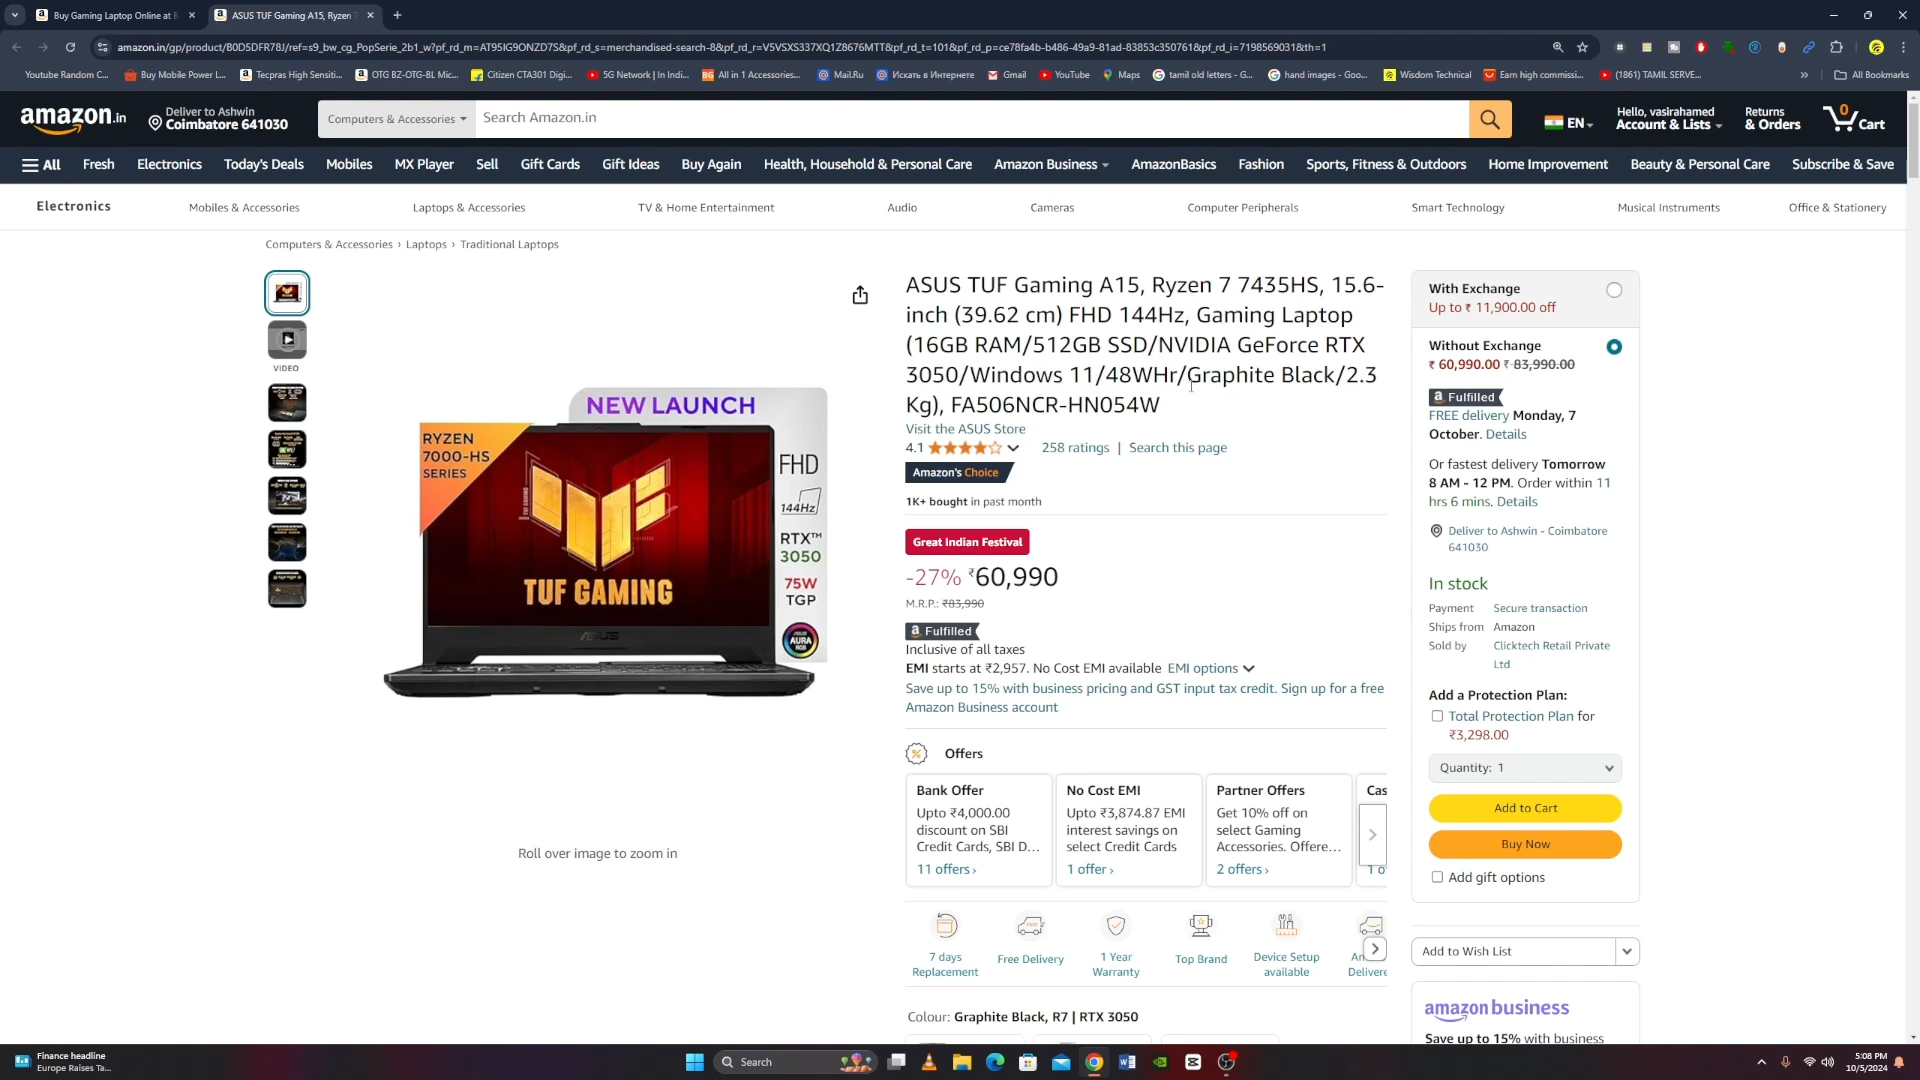 Buy Gaming Laptop Online at B
ASUS TUF Gaming A15, Ryzen 7
amazon.in/gp/product/B0D5DFR78J/ref=s9_bw_cg_PopSerie_2b1_w?pf_rd_m=AT95IG9ONZD7S&pf_rd_s=merchandised-search-8&pf_rd_r=V5VSXS337XQ1Z8676MTT&pf_rd_t=101&pf_rd_p=ce78fa4b-b486-49a9-81ad-83853c350761&pf_rd_i=7198569031&th=1
Youtube Random C...
Buy Mobile Power L...
Tecpras High Sensiti...
OTG BZ-OTG-BL Mic...
Citizen CTA301 Digi...
5G Network | In Indi...
All in 1 Accessories...
Mail.Ru
Искать в Интернете
Gmail
YouTube
Maps
tamil old letters - G...
hand images - Goo...
Wisdom Technical
Earn high commissi...
(1861) TAMIL SERVE...
All Bookmarks
amazon.in
Deliver to Ashwin
Coimbatore 641030
Computers & Accessories
Search Amazon.in
EN
Hello, vasirahamed
Account & Lists
Returns
& Orders
0
Cart
All
Fresh
Electronics
Today's Deals
Mobiles
MX Player
Sell
Gift Cards
Gift Ideas
Buy Again
Health, Household & Personal Care
Amazon Business
AmazonBasics
Fashion
Sports, Fitness & Outdoors
Home Improvement
Beauty & Personal Care
Subscribe & Save
Electronics
Mobiles & Accessories
Laptops & Accessories
TV & Home Entertainment
Audio
Cameras
Computer Peripherals
Smart Technology
Musical Instruments
Office & Stationery
Computers & Accessories › Laptops › Traditional Laptops
VIDEO
NEW LAUNCH
RYZEN
7000-HS
SERIES
FHD
144Hz
RTX™
3050
75W
TGP
AURA
RGB
TUF GAMING
ASUS
Roll over image to zoom in
ASUS TUF Gaming A15, Ryzen 7 7435HS, 15.6-
inch (39.62 cm) FHD 144Hz, Gaming Laptop
(16GB RAM/512GB SSD/NVIDIA GeForce RTX
3050/Windows 11/48WHr/Graphite Black/2.3
Kg), FA506NCR-HN054W
Visit the ASUS Store
4.1
258 ratings | Search this page
Amazon's Choice
1K+ bought in past month
Great Indian Festival
-27% ₹60,990
M.R.P.: ₹83,990
Fulfilled
Inclusive of all taxes
EMI starts at ₹2,957. No Cost EMI available EMI options
Save up to 15% with business pricing and GST input tax credit. Sign up for a free
Amazon Business account
Offers
Bank Offer
Upto ₹4,000.00
discount on SBI
Credit Cards, SBI D...
11 offers ›
No Cost EMI
Upto ₹3,874.87 EMI
interest savings on
select Credit Cards
1 offer ›
Partner Offers
Get 10% off on
select Gaming
Accessories. Offere...
2 offers ›
Cas
1 o
7 days
Replacement
Free Delivery
1 Year
Warranty
Top Brand
Device Setup
available
Am
Delivere
Colour: Graphite Black, R7 | RTX 3050
With Exchange
Up to ₹ 11,900.00 off
Without Exchange
₹ 60,990.00 ₹ 83,990.00
Fulfilled
FREE delivery Monday, 7
October. Details
Or fastest delivery Tomorrow
8 AM - 12 PM. Order within 11
hrs 6 mins. Details
Deliver to Ashwin - Coimbatore
641030
In stock
Payment Secure transaction
Ships from Amazon
Sold by Clicktech Retail Private
Ltd
Add a Protection Plan:
Total Protection Plan for
₹3,298.00
Quantity: 1
Add to Cart
Buy Now
Add gift options
Add to Wish List
amazon business
Save up to 15% with business
Finance headline
Europe Raises Ta...
Search
5:08 PM
10/5/2024